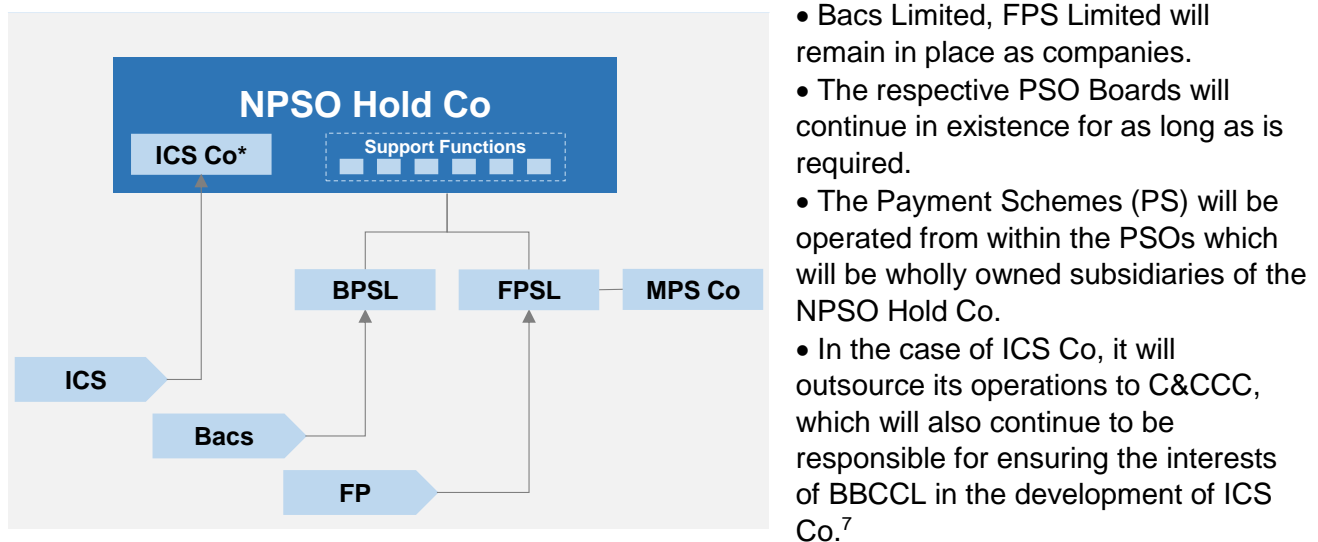 NPSO Hold Co
ICS Co*
Support Functions
BPSL
FPSL
MPS Co
ICS
Bacs
FP
• Bacs Limited, FPS Limited will
remain in place as companies.
• The respective PSO Boards will
continue in existence for as long as is
required.
• The Payment Schemes (PS) will be
operated from within the PSOs which
will be wholly owned subsidiaries of the
NPSO Hold Co.
• In the case of ICS Co, it will
outsource its operations to C&CCC,
which will also continue to be
responsible for ensuring the interests
of BBCCL in the development of ICS
Co.7